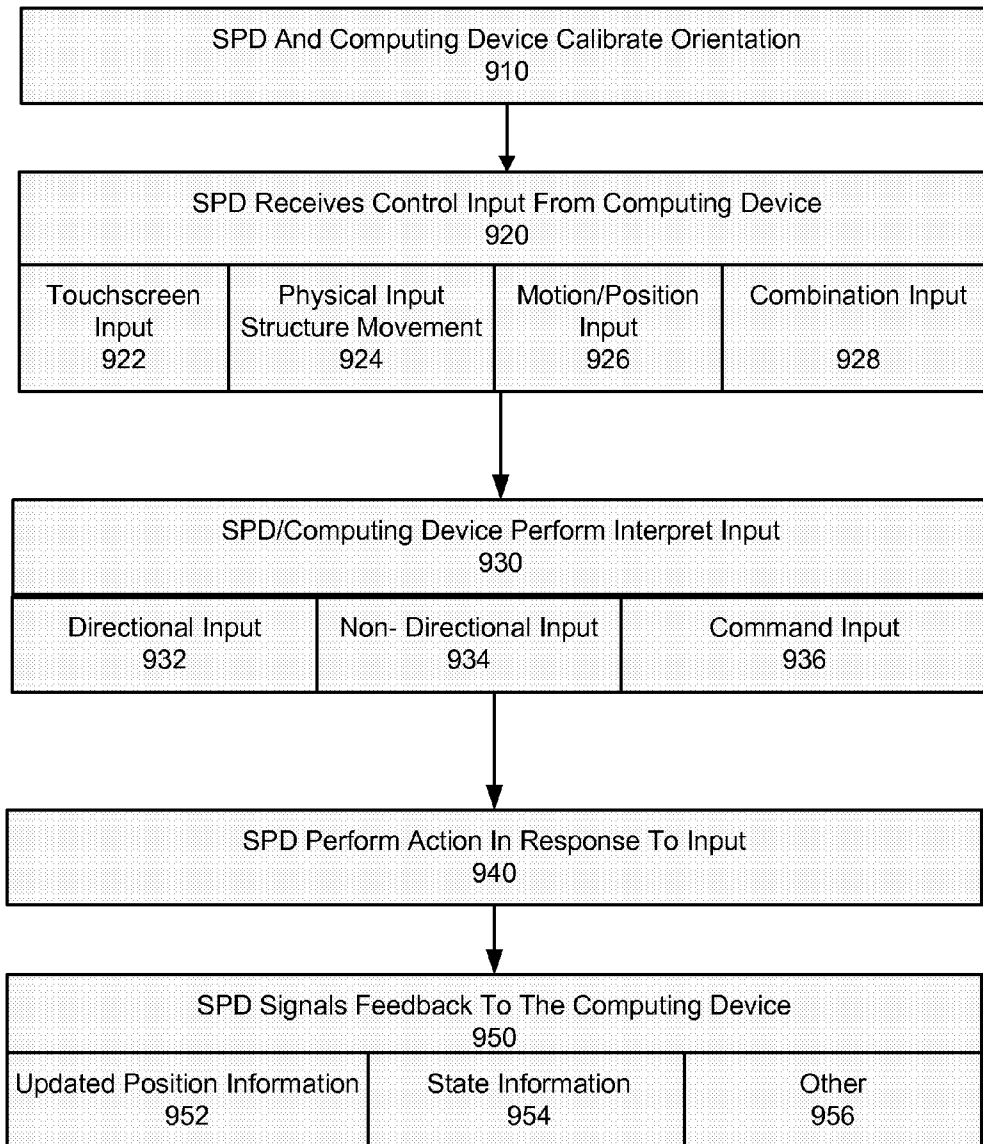 SPD And Computing Device Calibrate Orientation
910
SPD Receives Control Input From Computing Device
920
Touchscreen
Input
922
Physical Input
Structure Movement
924
Motion/Position
Input
926
Combination Input
928
SPD/Computing Device Perform Interpret Input
930
Directional Input
932
Non- Directional Input
934
Command Input
936
SPD Perform Action In Response To Input
940
SPD Signals Feedback To The Computing Device
950
Updated Position Information
952
State Information
954
Other
956